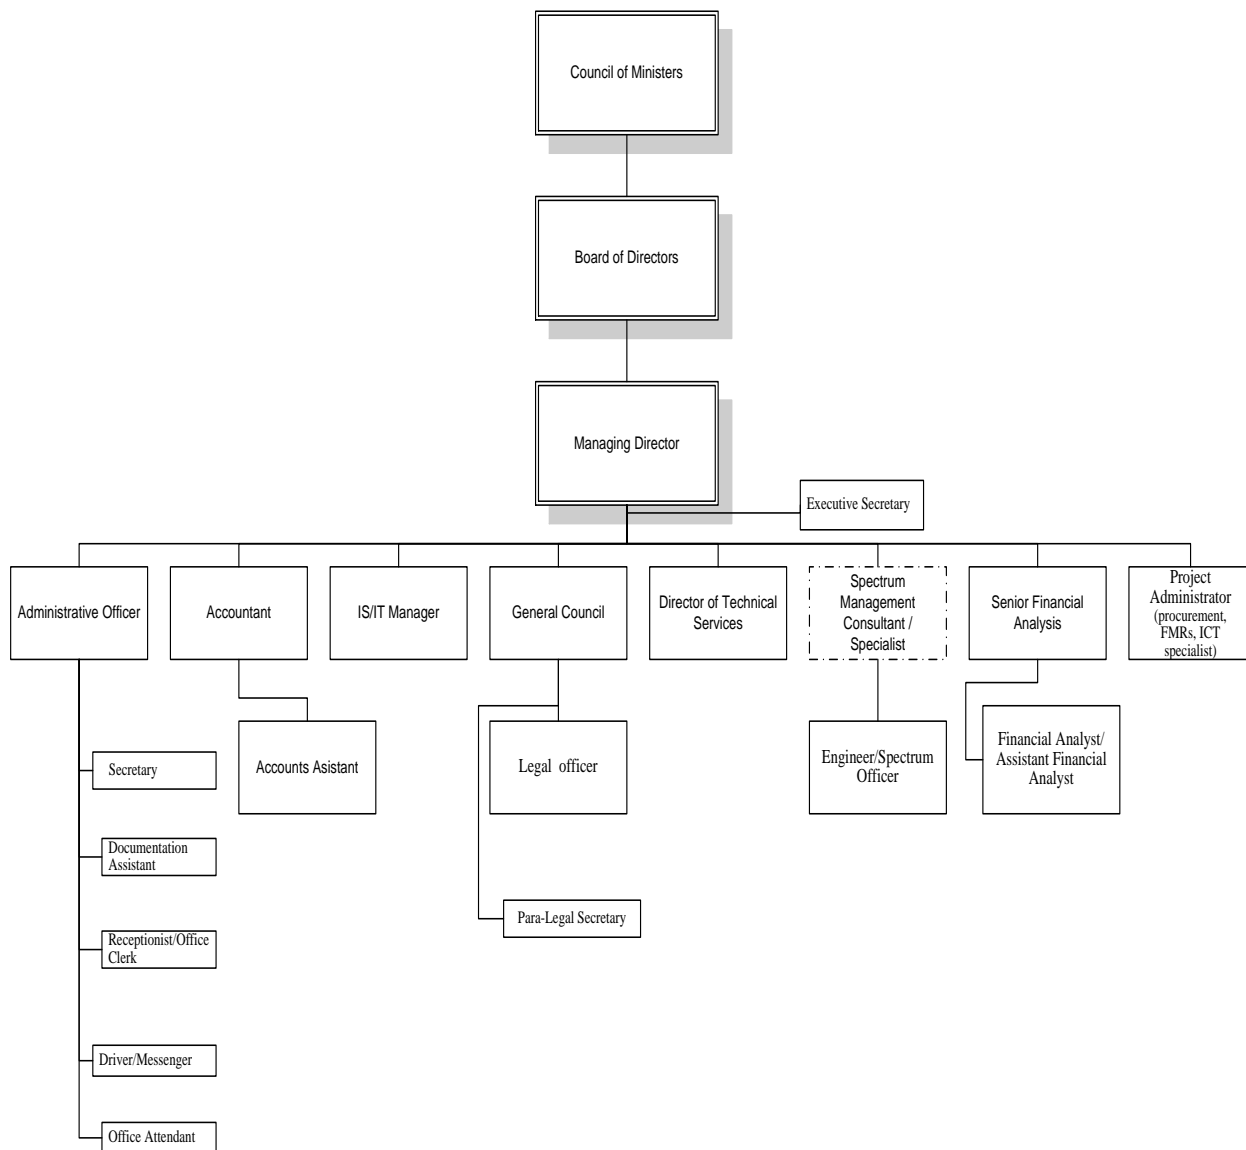 Council of Ministers
Board of Directors
Managing Director
Executive Secretary
Administrative Officer
Accountant
IS/IT Manager
General Council
Director of Technical
Services
Spectrum
Management
Consultant /
Specialist
Senior Financial
Analysis
Project
Administrator
(procurement,
FMRs, ICT
specialist)
Secretary
Accounts Asistant
Legal officer
Engineer/Spectrum
Officer
Financial Analyst/
Assistant Financial
Analyst
Documentation
Assistant
Receptionist/Office
Clerk
Para-Legal Secretary
Driver/Messenger
Office Attendant